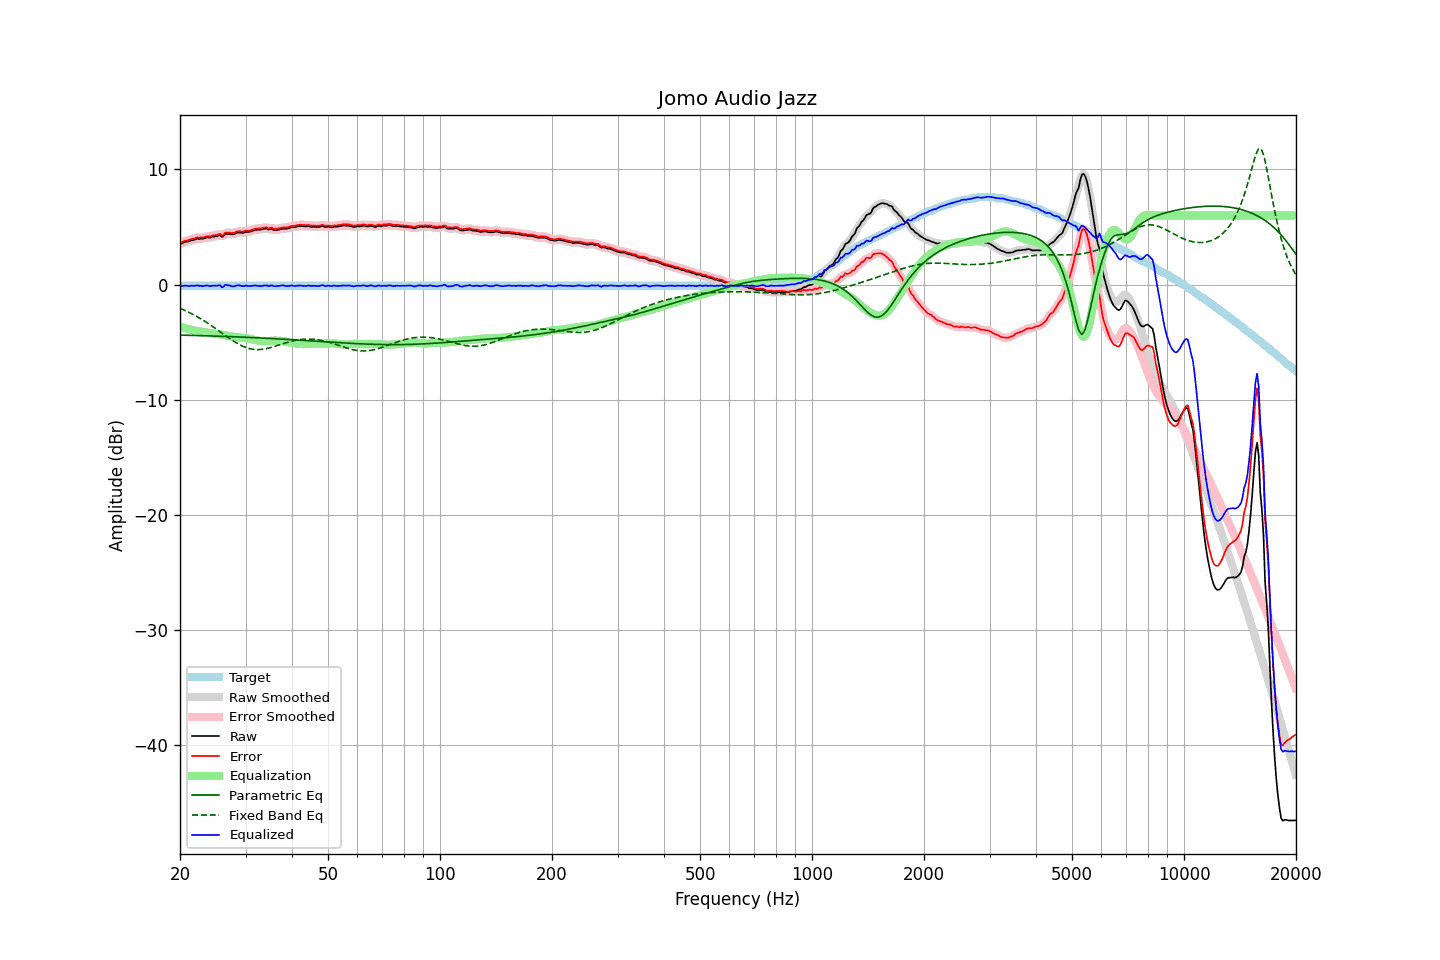 Jomo Audio Jazz
Amplitude (dBr)
10
0
−10
−20
−30
−40
Target
Raw Smoothed
Error Smoothed
Raw
Error
Equalization
Parametric Eq
Fixed Band Eq
Equalized
20 50 100 200 500 1000 2000 5000 10000 20000
Frequency (Hz)